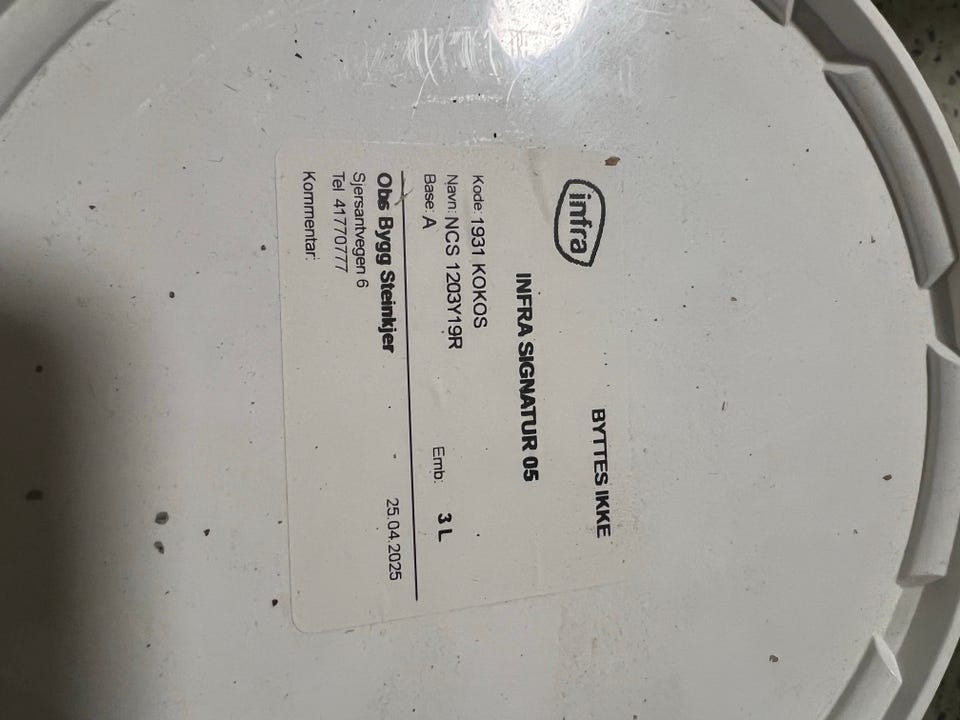 BYTTES IKKE
infra
INFRA SIGNATUR 05
Kode: 1931 KOKOS
Navn: NCS 1203Y19R
Base: A Emb: 3 L
Obs Bygg Steinkjer 25.04.2025
Sjersantvegen 6
Tel 41770777
Kommentar: